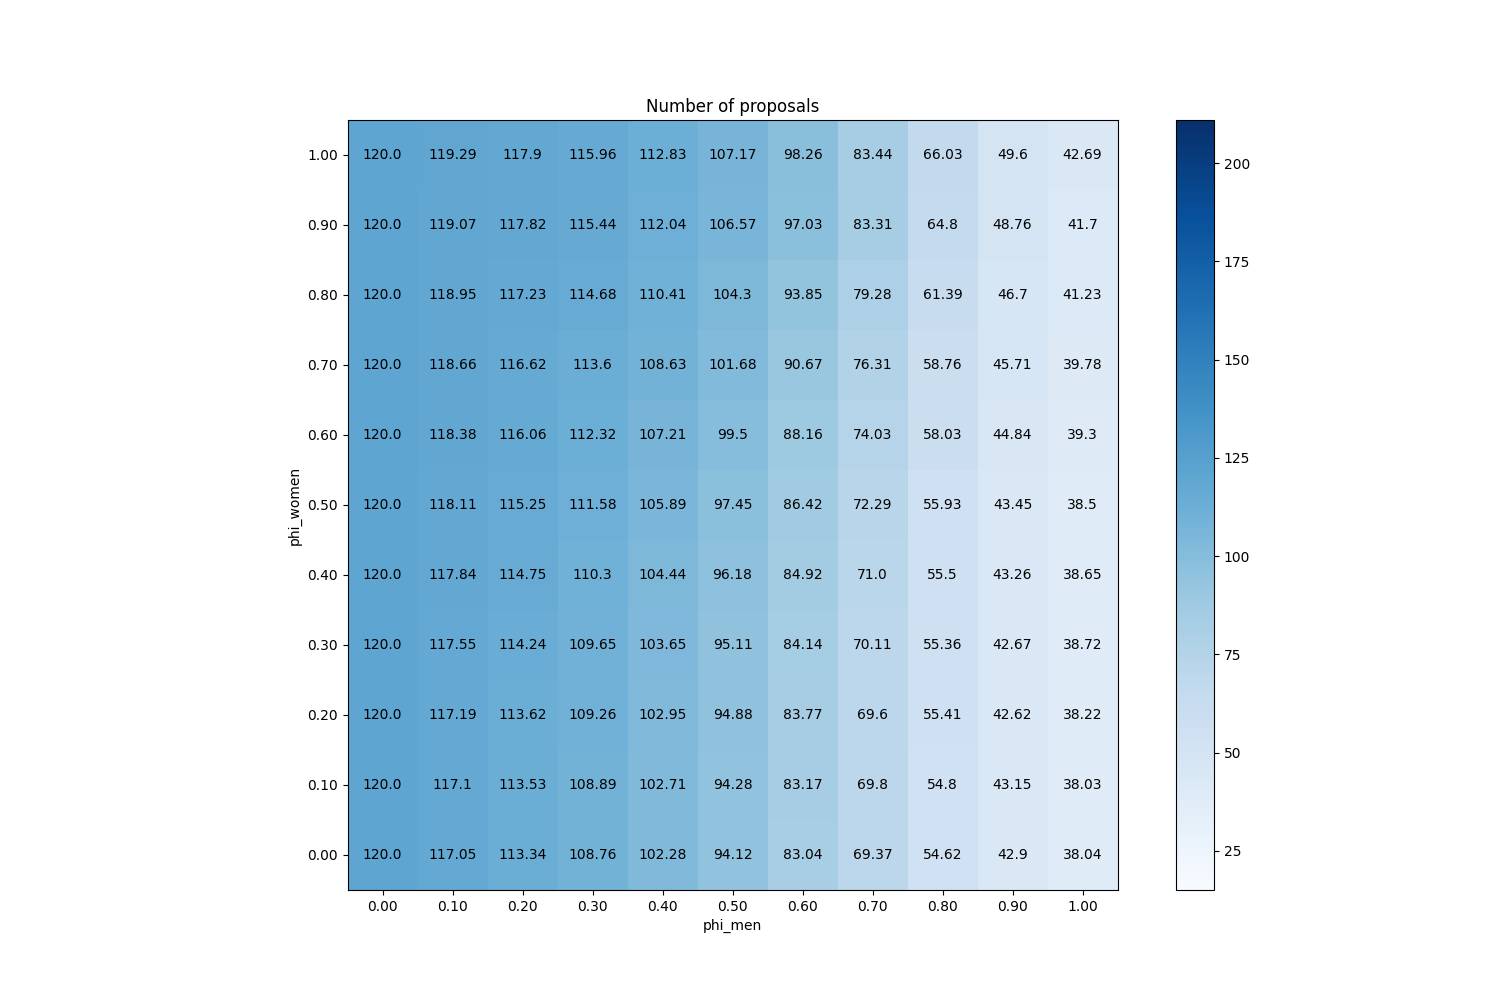 Number of proposals
1.00 120.0 119.29 117.9 115.96 112.83 107.17 98.26 83.44 66.03 49.6 42.69
0.90 120.0 119.07 117.82 115.44 112.04 106.57 97.03 83.31 64.8 48.76 41.7
0.80 120.0 118.95 117.23 114.68 110.41 104.3 93.85 79.28 61.39 46.7 41.23
0.70 120.0 118.66 116.62 113.6 108.63 101.68 90.67 76.31 58.76 45.71 39.78
0.60 120.0 118.38 116.06 112.32 107.21 99.5 88.16 74.03 58.03 44.84 39.3
0.50 120.0 118.11 115.25 111.58 105.89 97.45 86.42 72.29 55.93 43.45 38.5
0.40 120.0 117.84 114.75 110.3 104.44 96.18 84.92 71.0 55.5 43.26 38.65
0.30 120.0 117.55 114.24 109.65 103.65 95.11 84.14 70.11 55.36 42.67 38.72
0.20 120.0 117.19 113.62 109.26 102.95 94.88 83.77 69.6 55.41 42.62 38.22
0.10 120.0 117.1 113.53 108.89 102.71 94.28 83.17 69.8 54.8 43.15 38.03
0.00 120.0 117.05 113.34 108.76 102.28 94.12 83.04 69.37 54.62 42.9 38.04
0.00 0.10 0.20 0.30 0.40 0.50 0.60 0.70 0.80 0.90 1.00
phi_men
phi_women
200
175
150
125
100
75
50
25